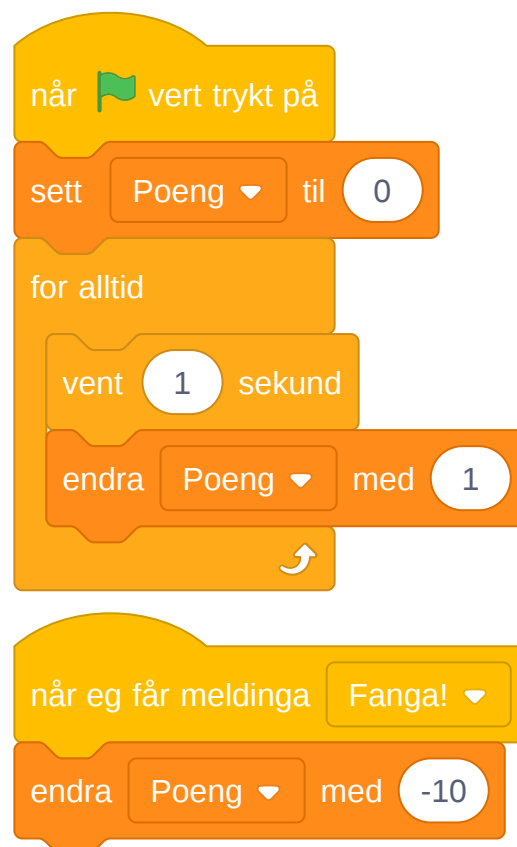 når vert trykt på
sett Poeng til 0
for alltid
vent 1 sekund
endra Poeng med 1
når eg får meldinga Fanga!
endra Poeng med -10